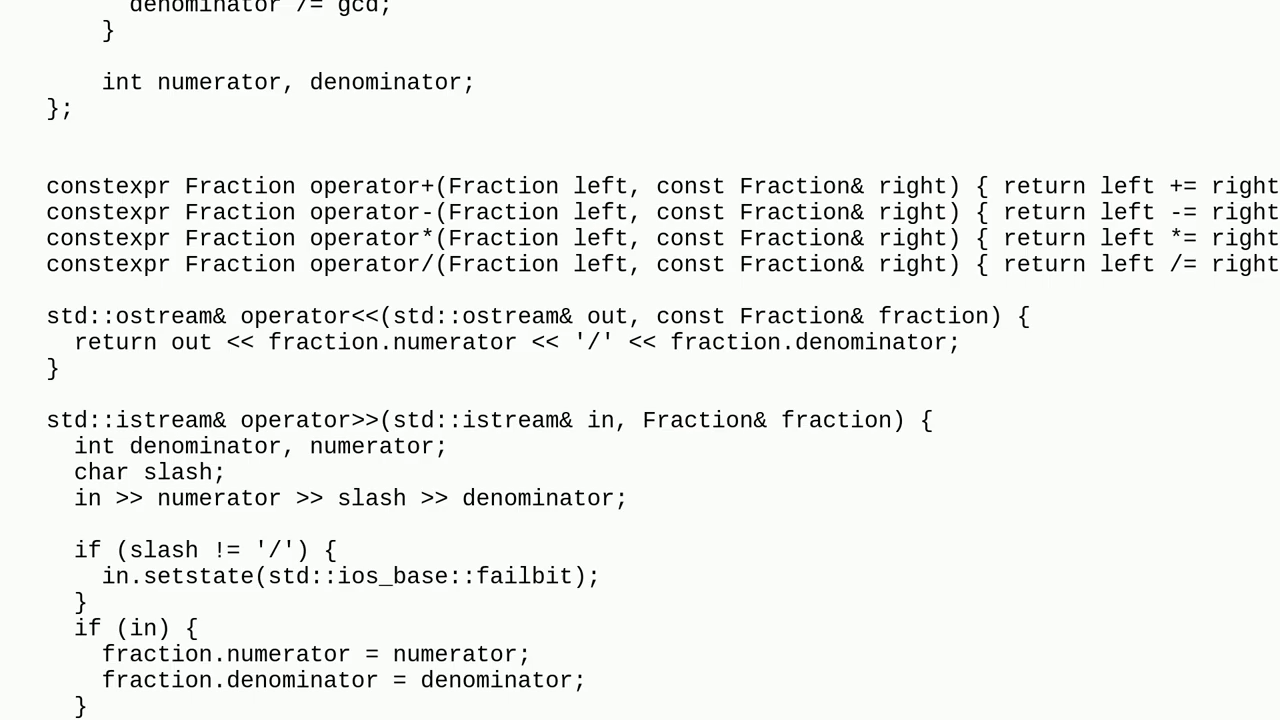 denominator /= gcd;
}
int numerator, denominator;
};
constexpr Fraction operator+(Fraction left, const Fraction& right) { return left += right
constexpr Fraction operator-(Fraction left, const Fraction& right) { return left -= right
constexpr Fraction operator*(Fraction left, const Fraction& right) { return left *= right
constexpr Fraction operator/(Fraction left, const Fraction& right) { return left /= right
std::ostream& operator<<(std::ostream& out, const Fraction& fraction) {
return out << fraction.numerator << '/' << fraction.denominator;
}
std::istream& operator>>(std::istream& in, Fraction& fraction) {
int denominator, numerator;
char slash;
in >> numerator >> slash >> denominator;
if (slash != '/') {
in.setstate(std::ios_base::failbit);
}
if (in) {
fraction.numerator = numerator;
fraction.denominator = denominator;
}